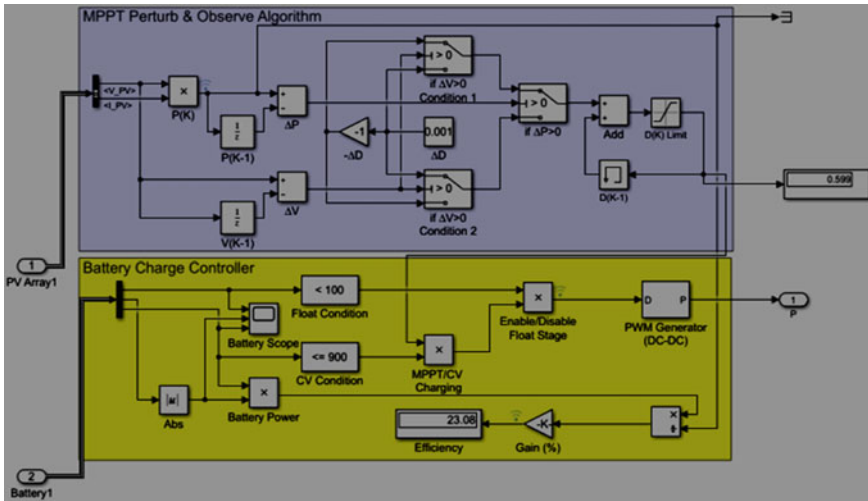 MPPT Perturb & Observe Algorithm
<V_PV>
<I_PV>
×
P(K)
1/z
P(K-1)
+
-
ΔP
> 0
if ΔV>0
Condition 1
-1
-ΔD
0.001
ΔD
> 0
if ΔP>0
+
+
Add
D(K) Limit
D(K-1)
0.599
+
-
ΔV
1/z
V(K-1)
> 0
if ΔV>0
Condition 2
1
PV Array1
Battery Charge Controller
< 100
Float Condition
Battery Scope
<= 900
CV Condition
×
MPPT/CV
Charging
×
Enable/Disable
Float Stage
D
P
PWM Generator
(DC-DC)
1
P
|u|
Abs
×
Battery Power
23.08
Efficiency
-K-
Gain (%)
×
÷
2
Battery1